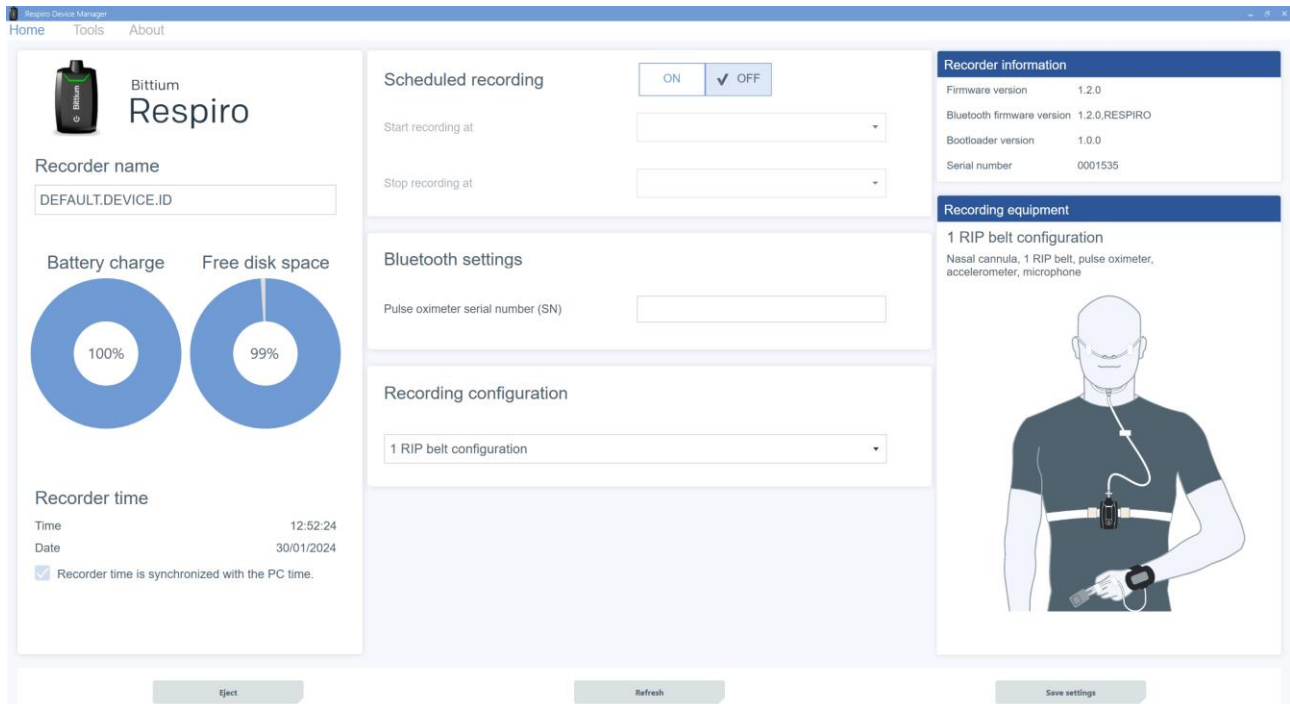 Respiro Device Manager
Home Tools About
Bittium
Bittium
Respiro
Recorder name
DEFAULT.DEVICE.ID
Battery charge Free disk space
100% 99%
Recorder time
Time 12:52:24
Date 30/01/2024
Recorder time is synchronized with the PC time.
Scheduled recording ON OFF
Start recording at
Stop recording at
Bluetooth settings
Pulse oximeter serial number (SN)
Recording configuration
1 RIP belt configuration
Recorder information
Firmware version 1.2.0
Bluetooth firmware version 1.2.0,RESPIRO
Bootloader version 1.0.0
Serial number 0001535
Recording equipment
1 RIP belt configuration
Nasal cannula, 1 RIP belt, pulse oximeter,
accelerometer, microphone
Eject Refresh Save settings